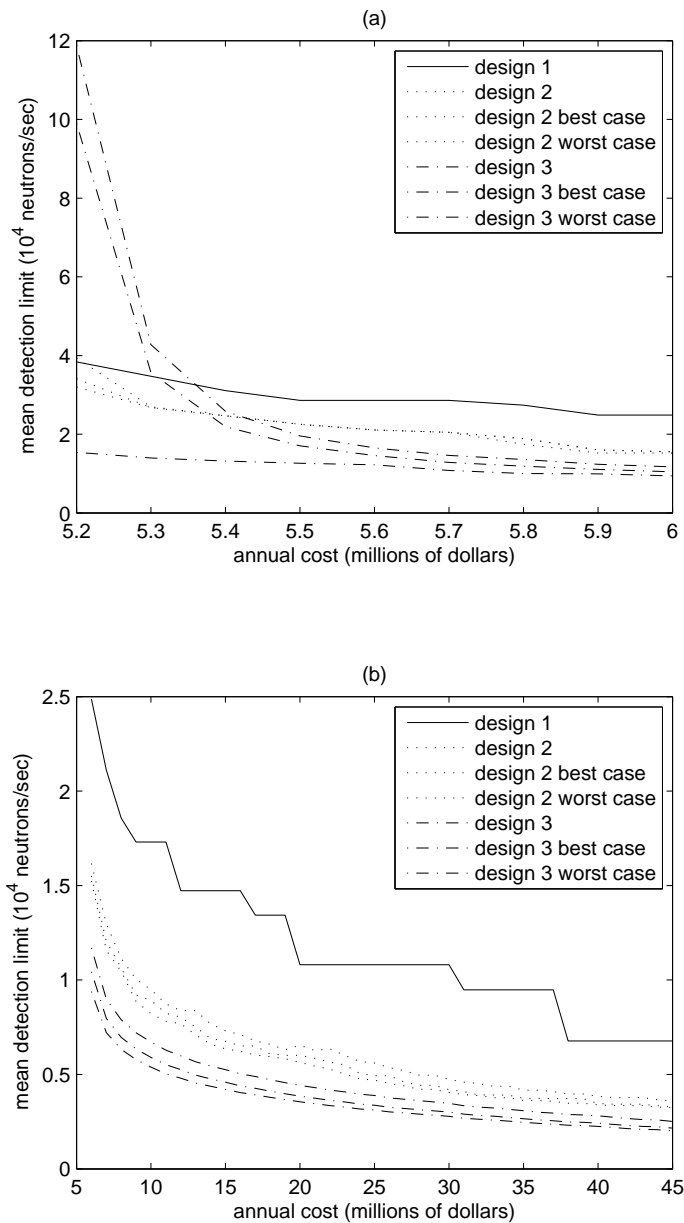 (a)
12
10
8
6
4
2
0
mean detection limit (10^4 neutrons/sec)
design 1
design 2
design 2 best case
design 2 worst case
design 3
design 3 best case
design 3 worst case
5.2 5.3 5.4 5.5 5.6 5.7 5.8 5.9 6
annual cost (millions of dollars)
(b)
2.5
2
1.5
1
0.5
0
mean detection limit (10^4 neutrons/sec)
design 1
design 2
design 2 best case
design 2 worst case
design 3
design 3 best case
design 3 worst case
5 10 15 20 25 30 35 40 45
annual cost (millions of dollars)